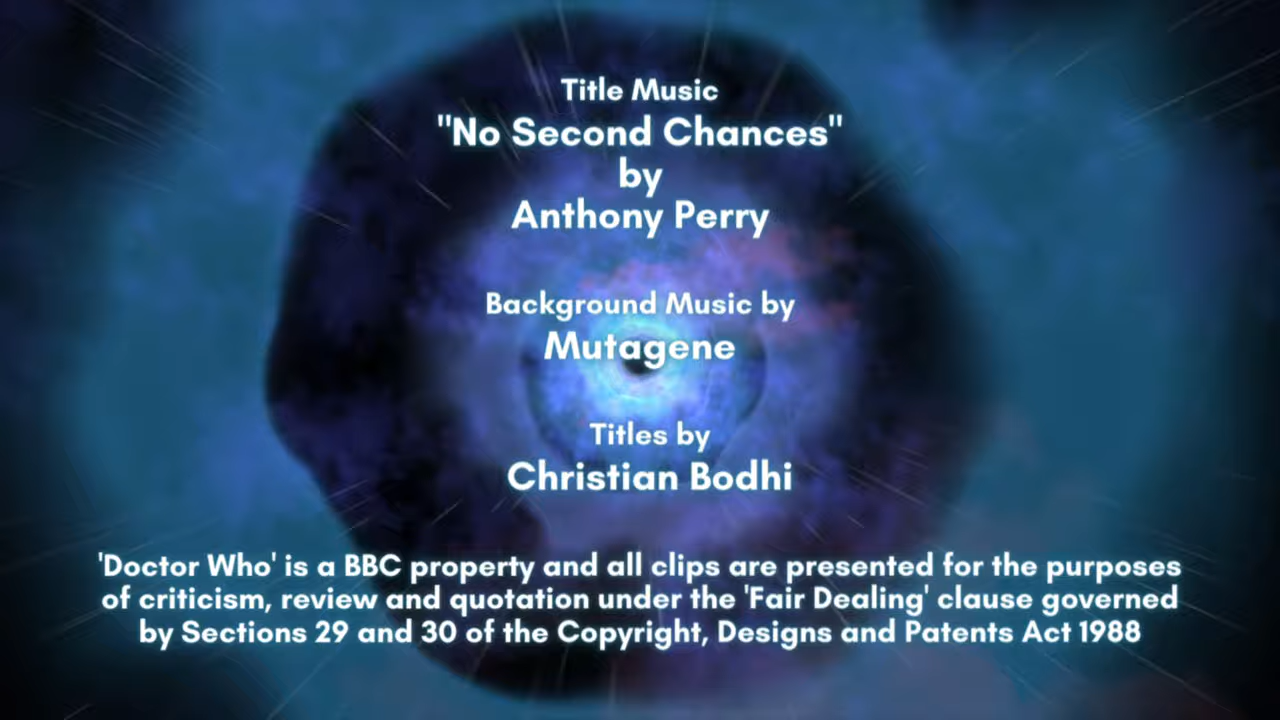 Title Music
"No Second Chances"
by
Anthony Perry
Background Music by
Mutagene
Titles by
Christian Bodhi
'Doctor Who' is a BBC property and all clips are presented for the purposes
of criticism, review and quotation under the 'Fair Dealing' clause governed
by Sections 29 and 30 of the Copyright, Designs and Patents Act 1988